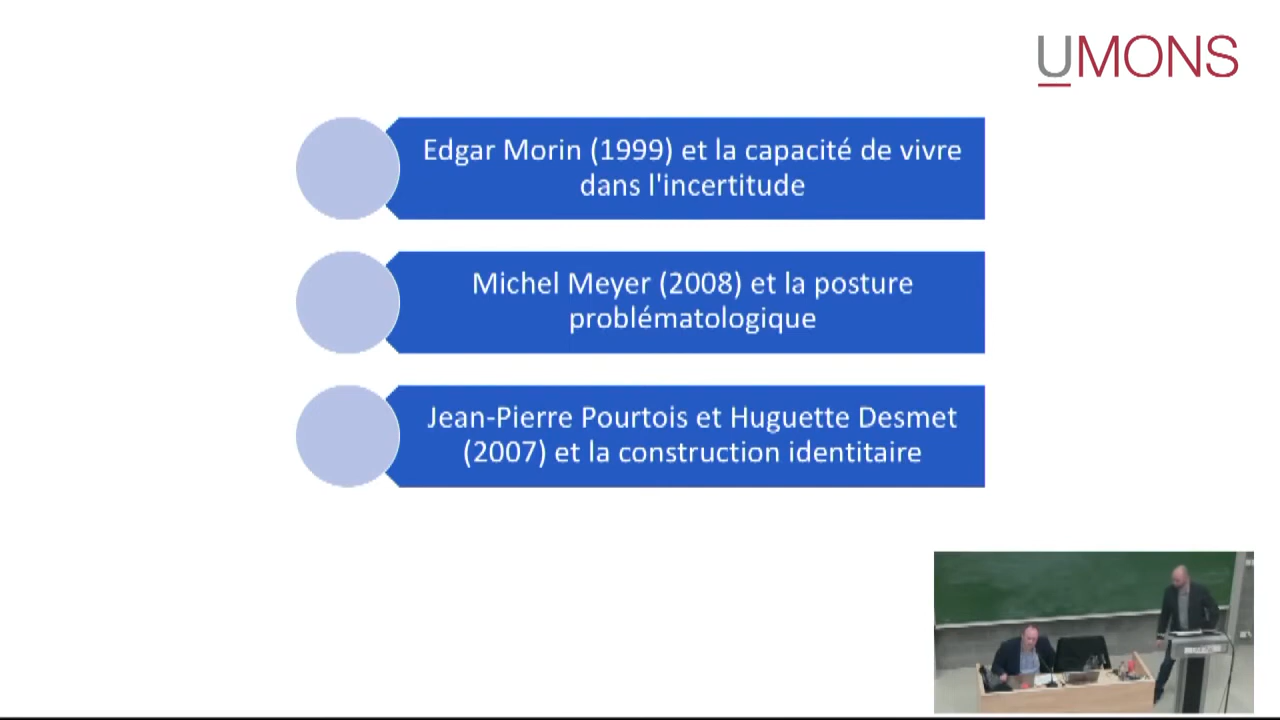 UMONS
Edgar Morin (1999) et la capacité de vivre
dans l'incertitude
Michel Meyer (2008) et la posture
problématologique
Jean-Pierre Pourtois et Huguette Desmet
(2007) et la construction identitaire